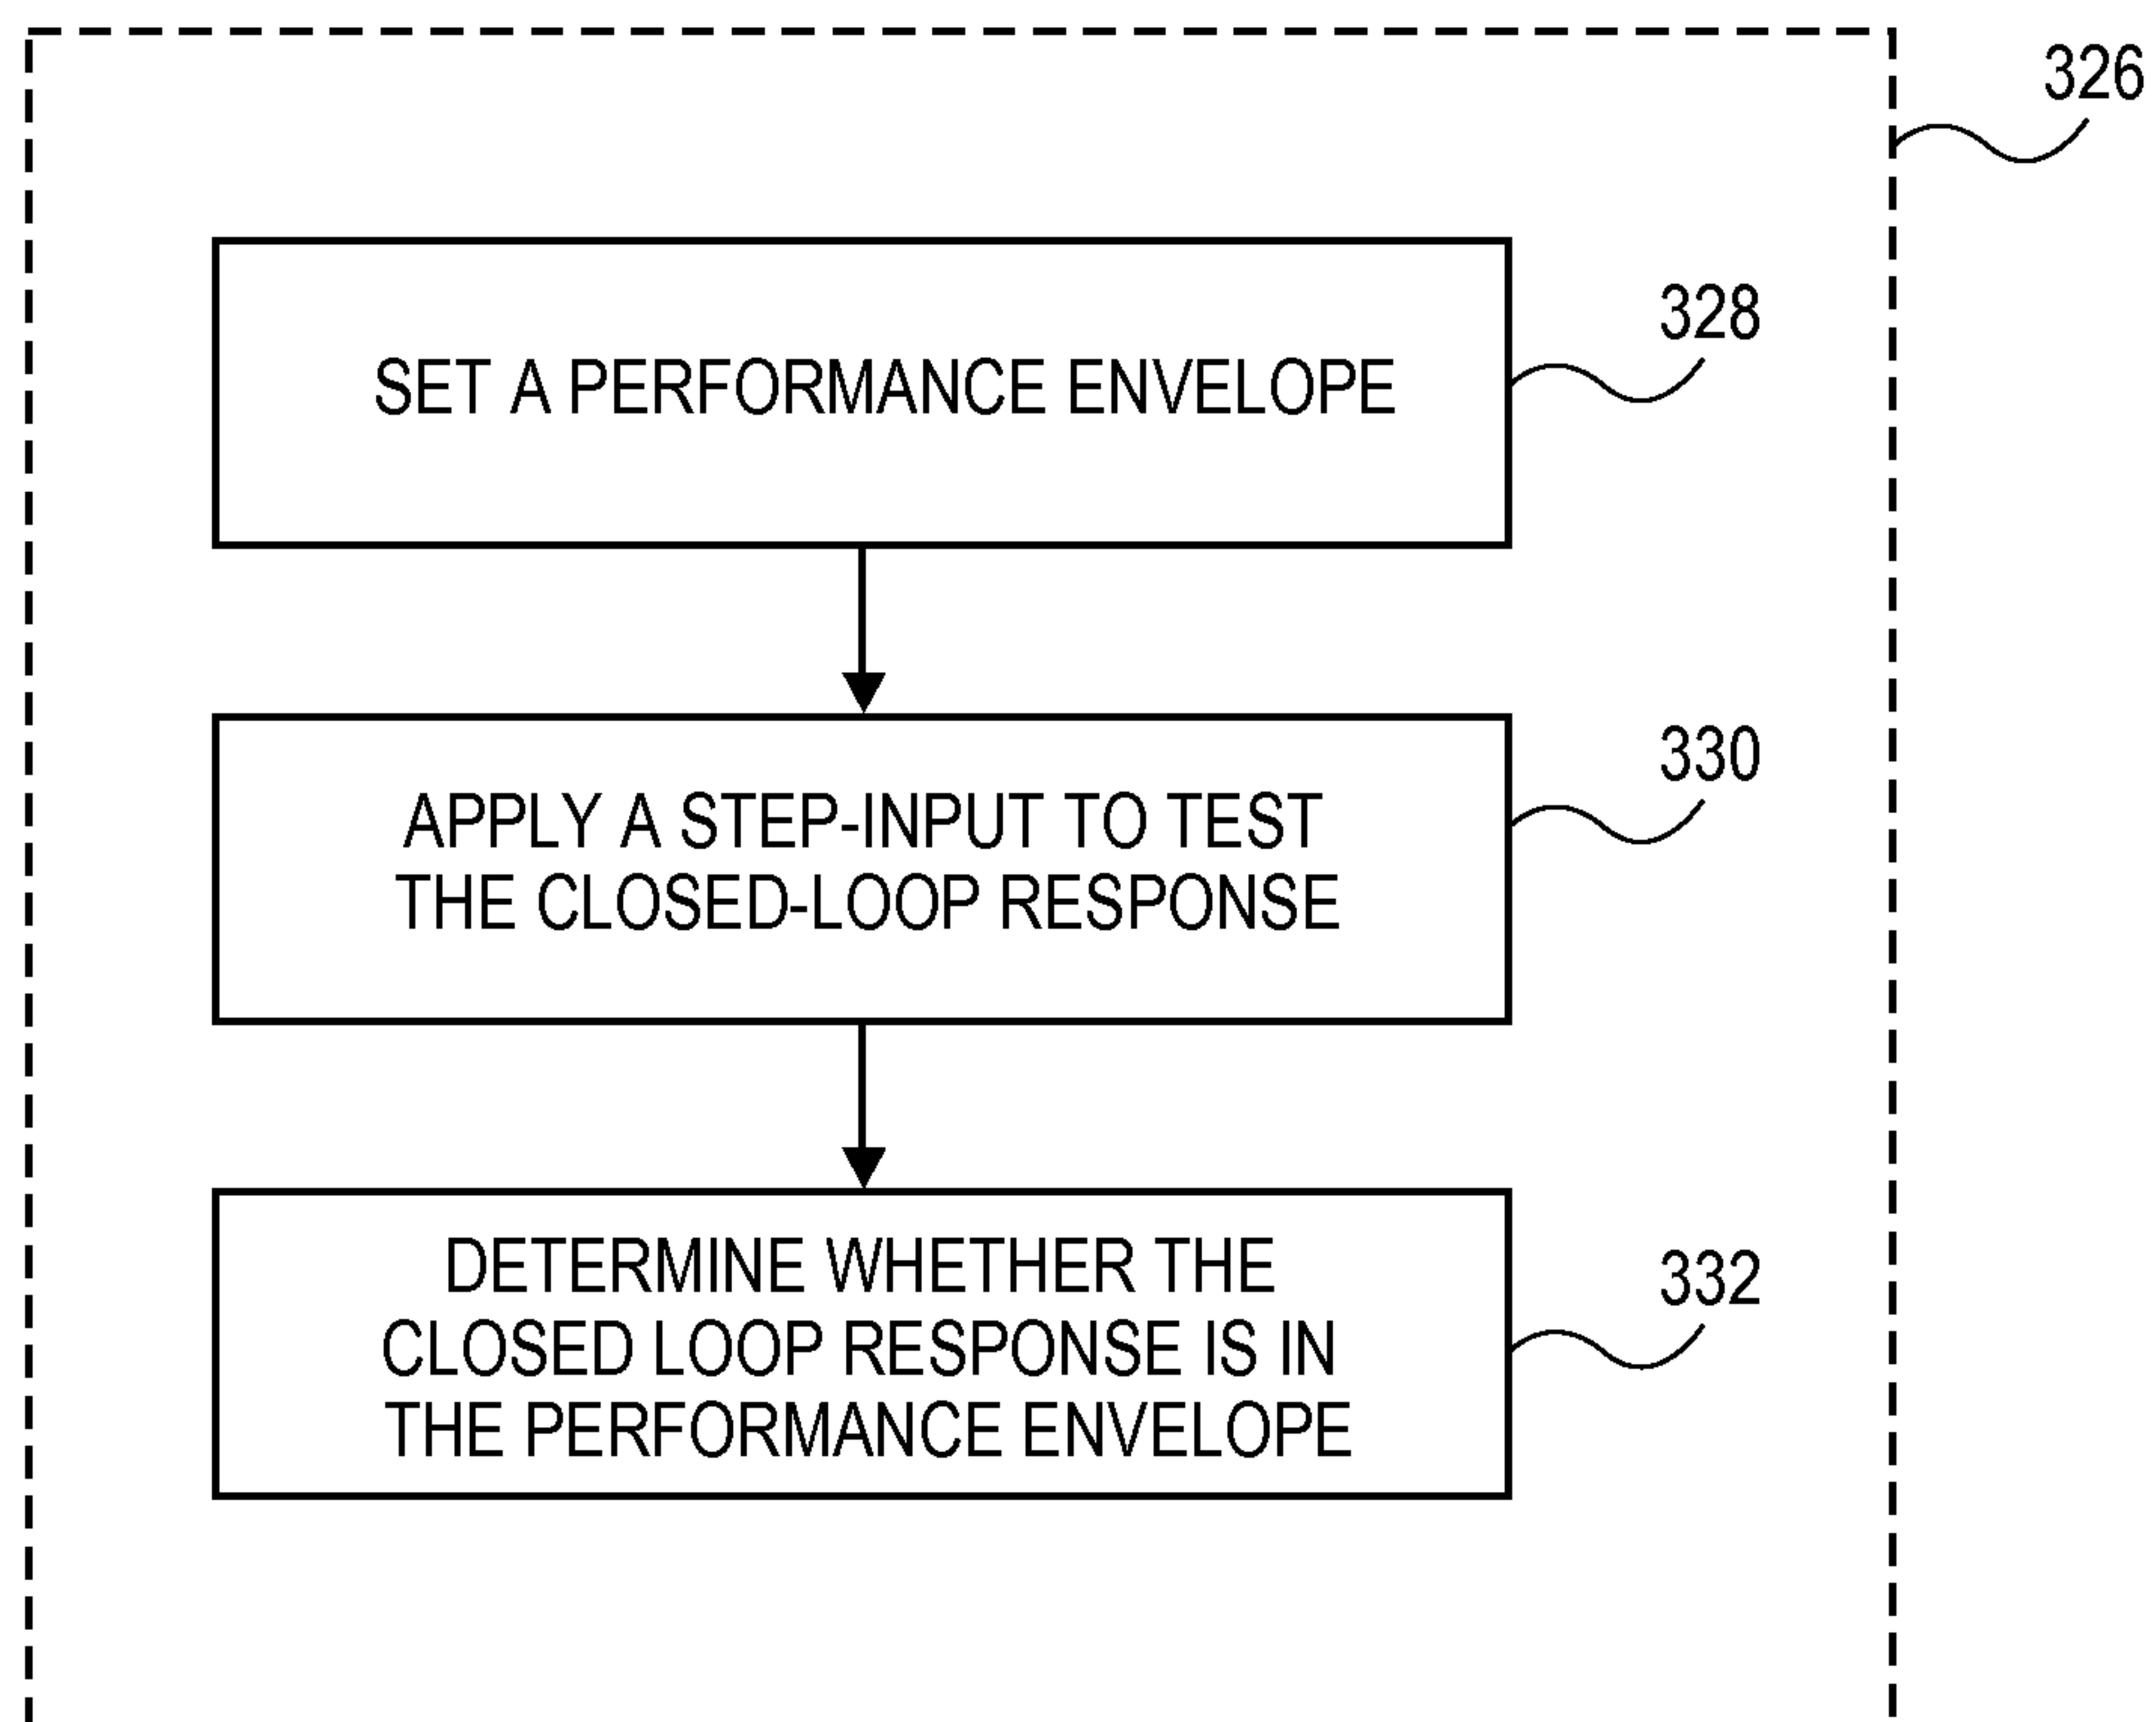 326
328
SET A PERFORMANCE ENVELOPE
330
APPLY A STEP-INPUT TO TEST
THE CLOSED-LOOP RESPONSE
332
DETERMINE WHETHER THE
CLOSED LOOP RESPONSE IS IN
THE PERFORMANCE ENVELOPE